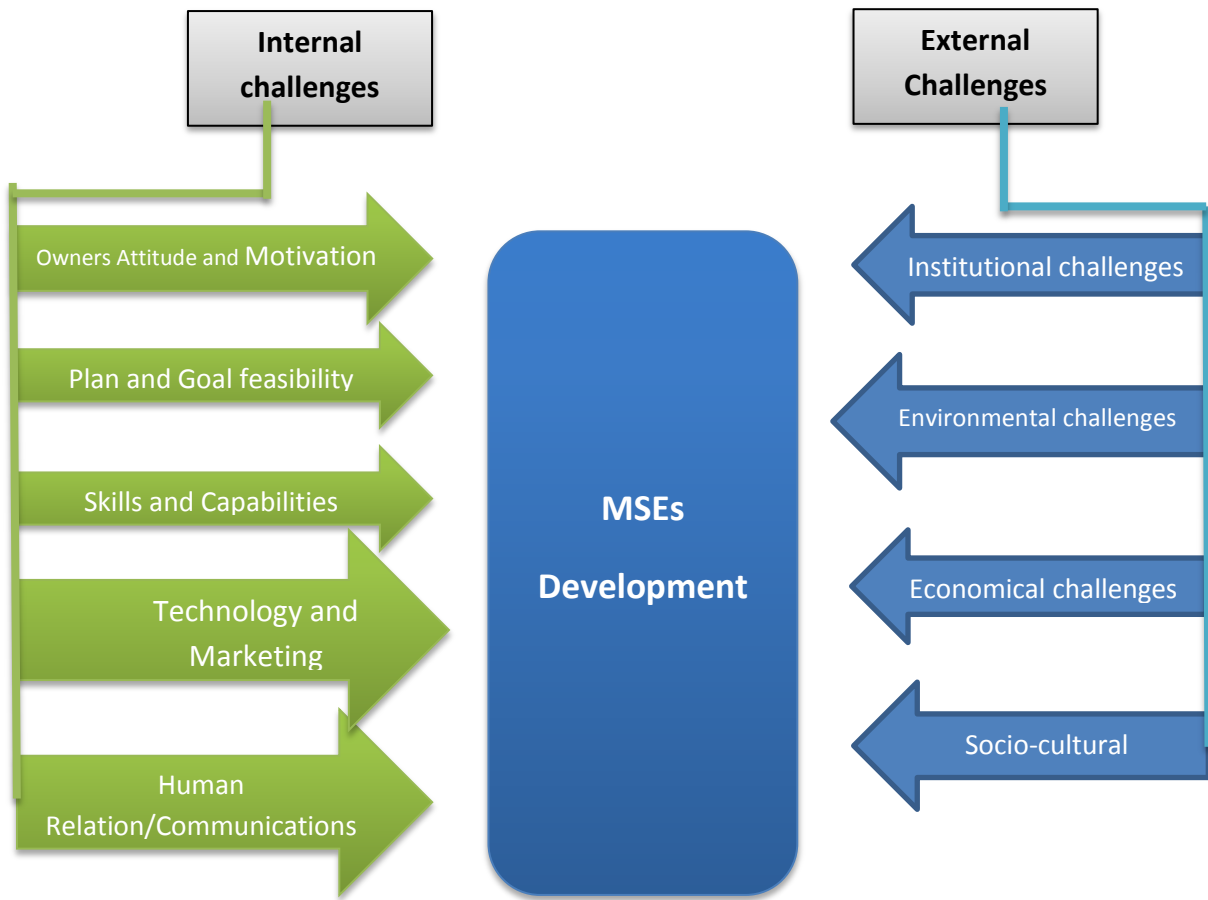 Internal
challenges
External
Challenges
Owners Attitude and Motivation
Plan and Goal feasibility
Skills and Capabilities
Technology and
Marketing
Human
Relation/Communications
MSEs
Development
Institutional challenges
Environmental challenges
Economical challenges
Socio-cultural